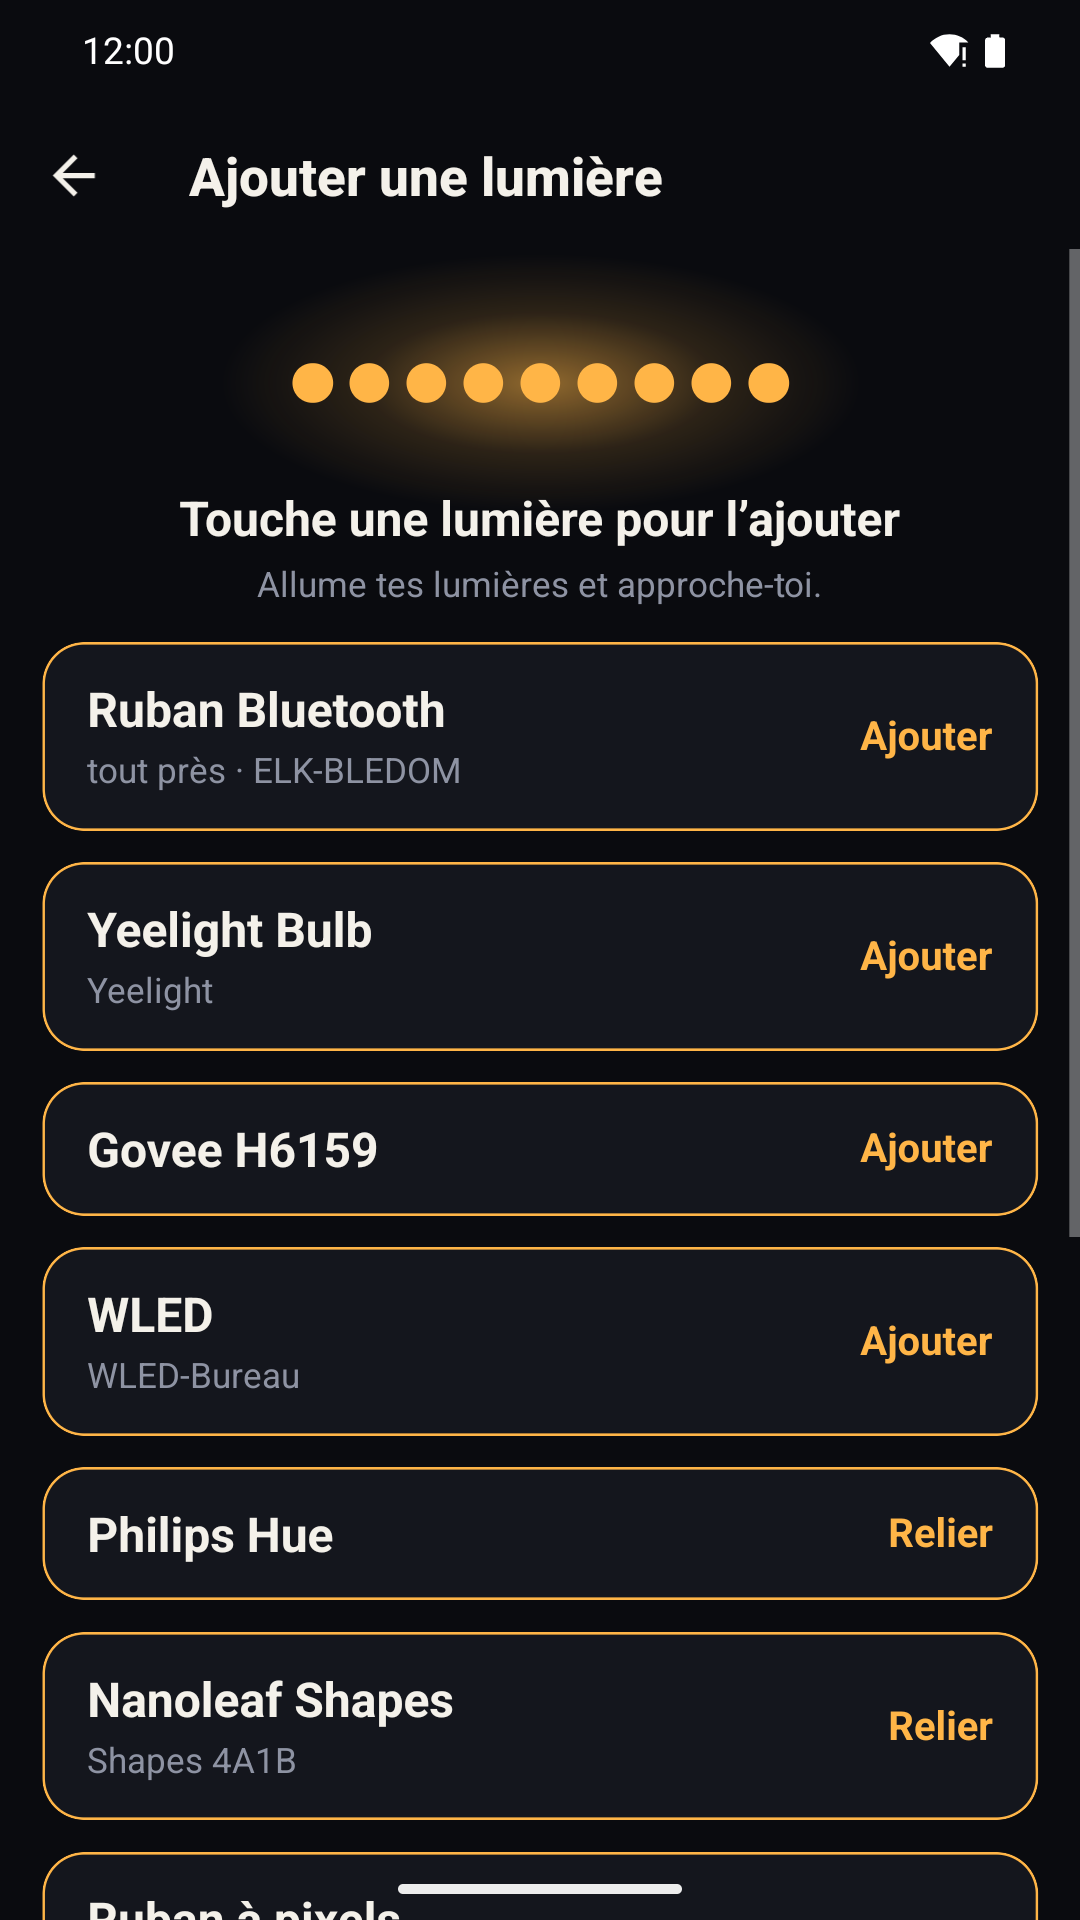 12:00
Ajouter une lumière
Touche une lumière pour l’ajouter
Allume tes lumières et approche-toi.
Ruban Bluetooth
tout près · ELK-BLEDOM
Ajouter
Yeelight Bulb
Yeelight
Ajouter
Govee H6159
Ajouter
WLED
WLED-Bureau
Ajouter
Philips Hue
Relier
Nanoleaf Shapes
Shapes 4A1B
Relier
Ruban à pixels